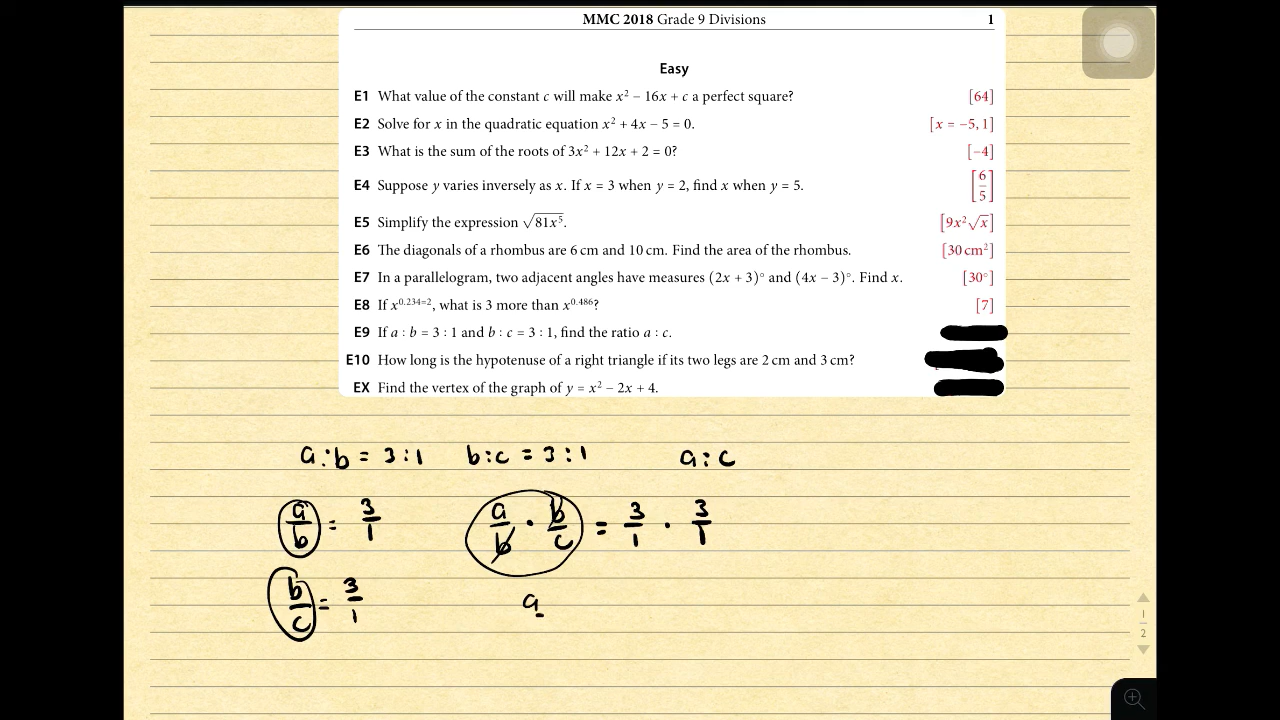 MMC 2018 Grade 9 Divisions 1
Easy
E1 What value of the constant c will make x² − 16x + c a perfect square? [64]
E2 Solve for x in the quadratic equation x² + 4x − 5 = 0. [x = −5, 1]
E3 What is the sum of the roots of 3x² + 12x + 2 = 0? [−4]
E4 Suppose y varies inversely as x. If x = 3 when y = 2, find x when y = 5. [6/5]
E5 Simplify the expression √81x⁵. [9x²√x]
E6 The diagonals of a rhombus are 6 cm and 10 cm. Find the area of the rhombus. [30 cm²]
E7 In a parallelogram, two adjacent angles have measures (2x + 3)° and (4x − 3)°. Find x. [30°]
E8 If x^0.234=2, what is 3 more than x^0.486? [7]
E9 If a : b = 3 : 1 and b : c = 3 : 1, find the ratio a : c.
E10 How long is the hypotenuse of a right triangle if its two legs are 2 cm and 3 cm?
EX Find the vertex of the graph of y = x² − 2x + 4.
a:b = 3:1 b:c = 3:1 a:c
a/b = 3/1 a/b · b/c = 3/1 · 3/1
b/c = 3/1 a
1/2